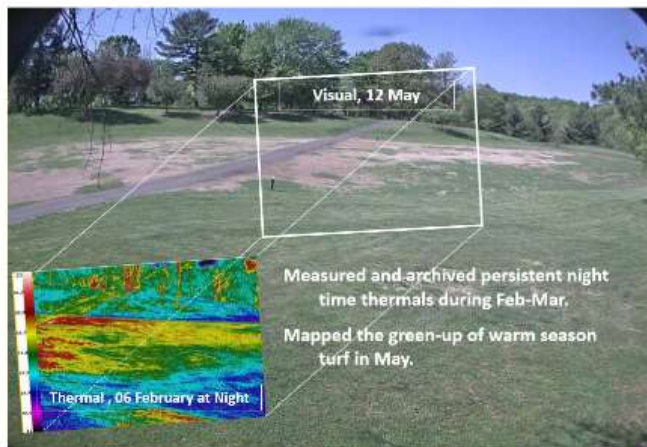 Visual, 12 May
Measured and archived persistent night
time thermals during Feb-Mar.
Mapped the green-up of warm season
turf in May.
Thermal , 06 February at Night